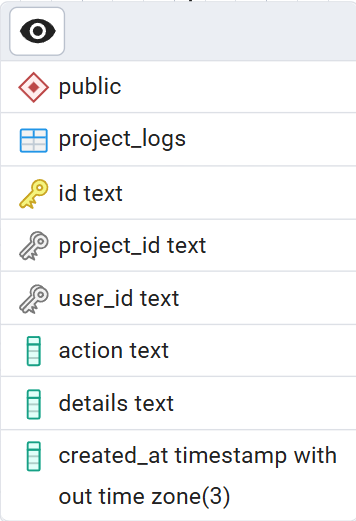 public
project_logs
id text
project_id text
user_id text
action text
details text
created_at timestamp with
out time zone(3)